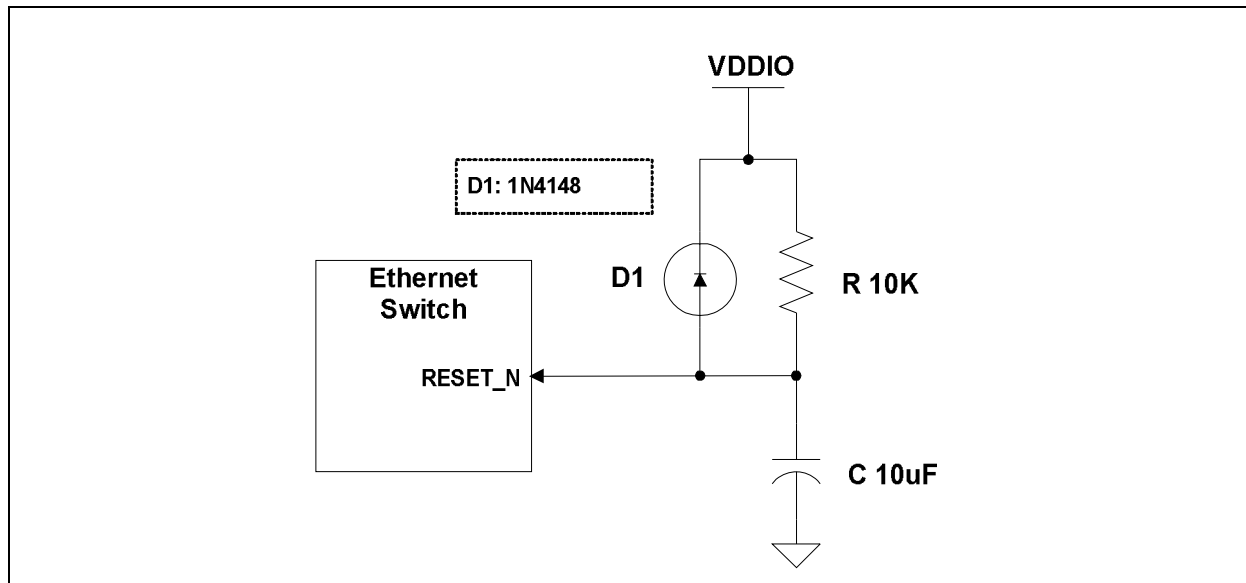 VDDIO
D1: 1N4148
D1
R 10K
Ethernet
Switch
RESET_N
C 10uF